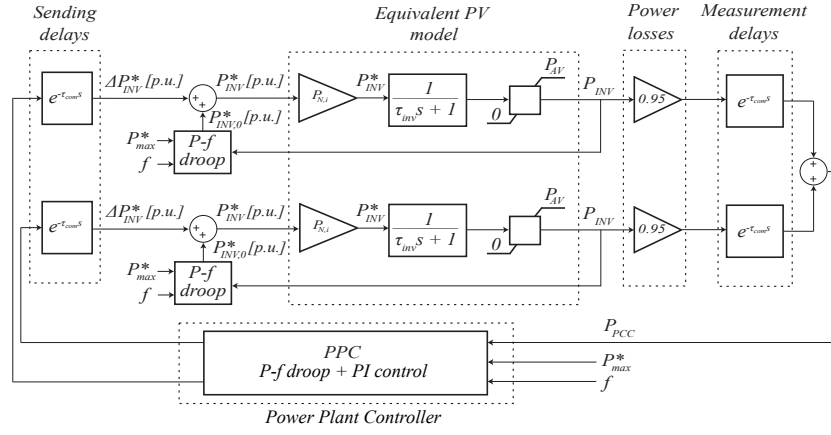 Sending delays
Equivalent PV model
Power losses
Measurement delays
e^{-τ_{com}s}
ΔP^*_{INV} [p.u.]
P^*_{INV} [p.u.]
+
+
P^*_{INV,0} [p.u.]
P^*_{max}
f
P-f droop
P_{N,i}
P^*_{INV}
1
τ_{inv}s + 1
0
P_{AV}
P_{INV}
0.95
e^{-τ_{com}s}
+
+
e^{-τ_{com}s}
ΔP^*_{INV} [p.u.]
P^*_{INV} [p.u.]
+
+
P^*_{INV,0} [p.u.]
P^*_{max}
f
P-f droop
P_{N,i}
P^*_{INV}
1
τ_{inv}s + 1
0
P_{AV}
P_{INV}
0.95
e^{-τ_{com}s}
PPC
P-f droop + PI control
P_{PCC}
P^*_{max}
f
Power Plant Controller